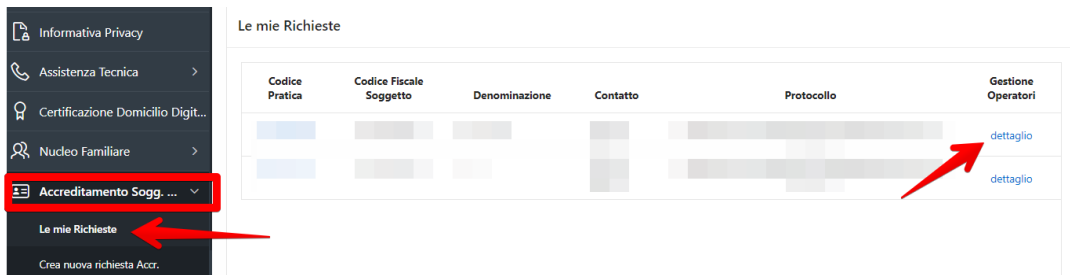 Informativa Privacy
Assistenza Tecnica
Certificazione Domicilio Digit...
Nucleo Familiare
Accreditamento Sogg. ...
Le mie Richieste
Crea nuova richiesta Accr.
Le mie Richieste
Codice Pratica
Codice Fiscale Soggetto
Denominazione
Contatto
Protocollo
Gestione Operatori
dettaglio
dettaglio